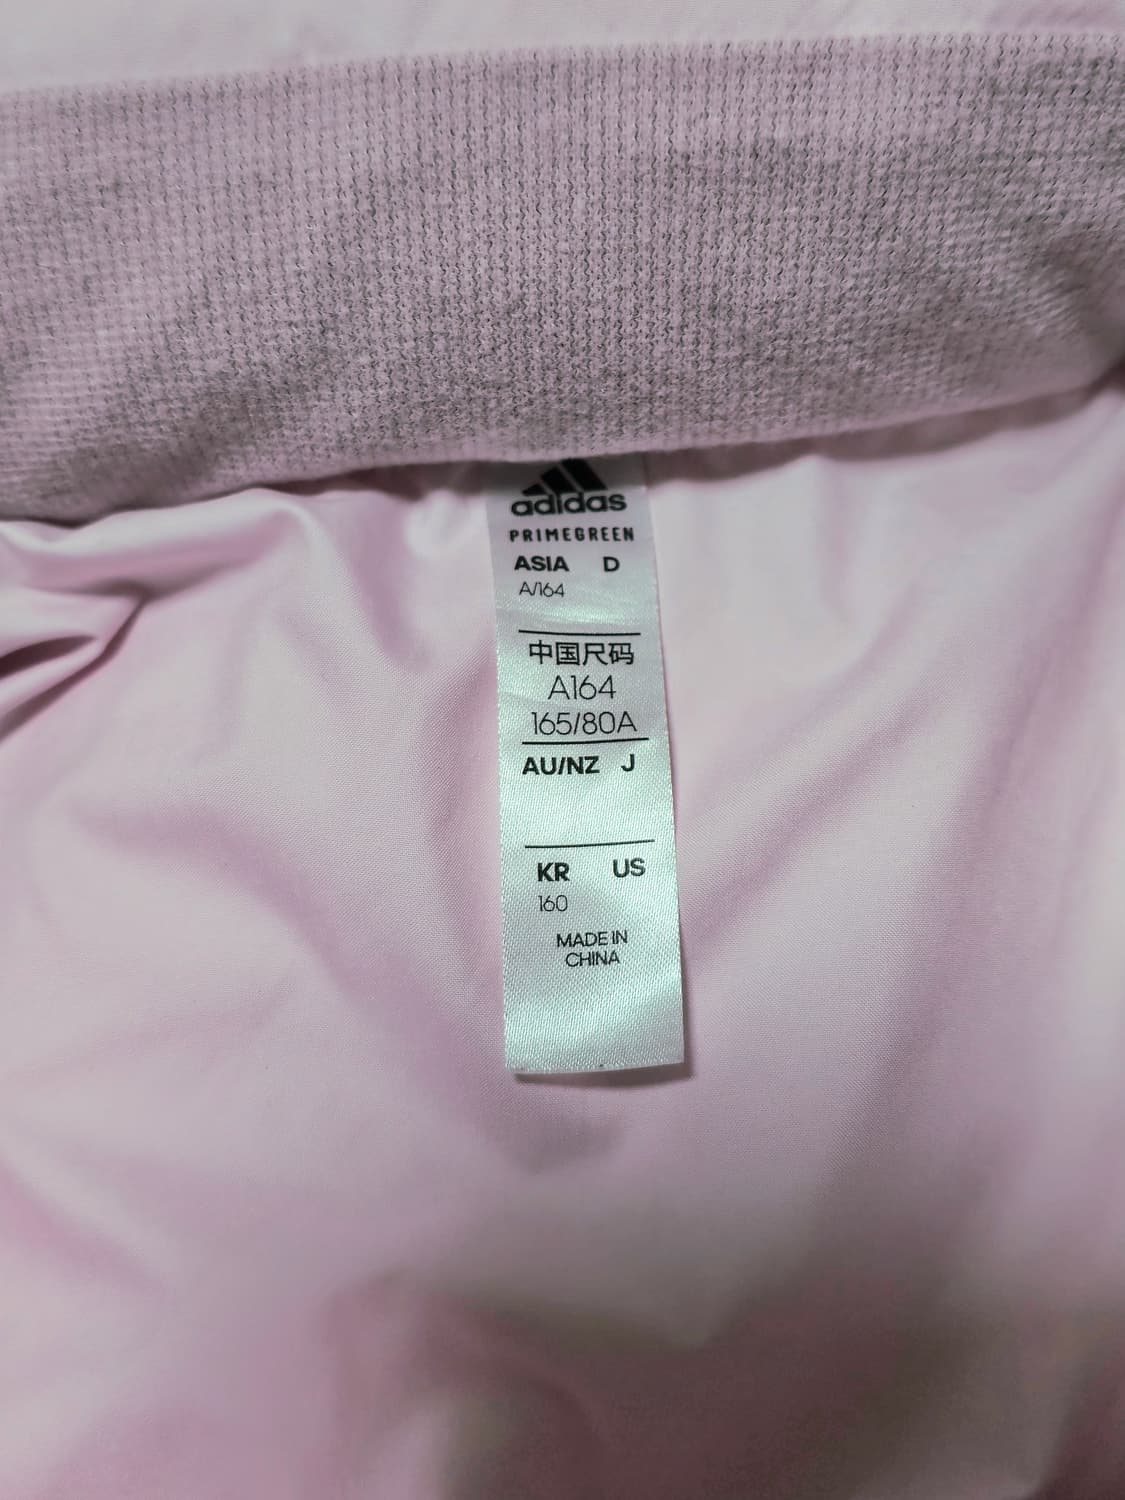 adidas
PRIMEGREEN
ASIA D
A/164
中国尺码
A164
165/80A
AU/NZ J
KR US
160
MADE IN
CHINA